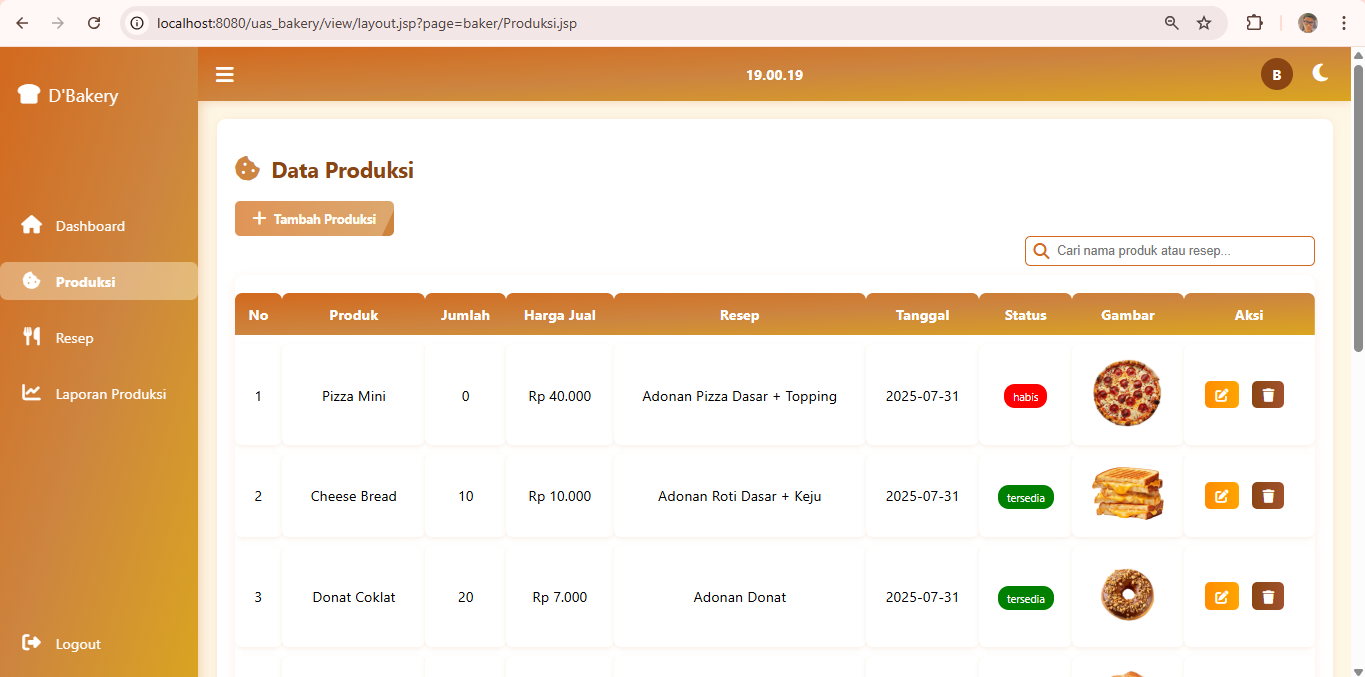 localhost:8080/uas_bakery/view/layout.jsp?page=baker/Produksi.jsp
D'Bakery
19.00.19
B
Dashboard
Produksi
Resep
Laporan Produksi
Logout
Data Produksi
Tambah Produksi
Cari nama produk atau resep...
No Produk Jumlah Harga Jual Resep Tanggal Status Gambar Aksi
1 Pizza Mini 0 Rp 40.000 Adonan Pizza Dasar + Topping 2025-07-31 habis
2 Cheese Bread 10 Rp 10.000 Adonan Roti Dasar + Keju 2025-07-31 tersedia
3 Donat Coklat 20 Rp 7.000 Adonan Donat 2025-07-31 tersedia